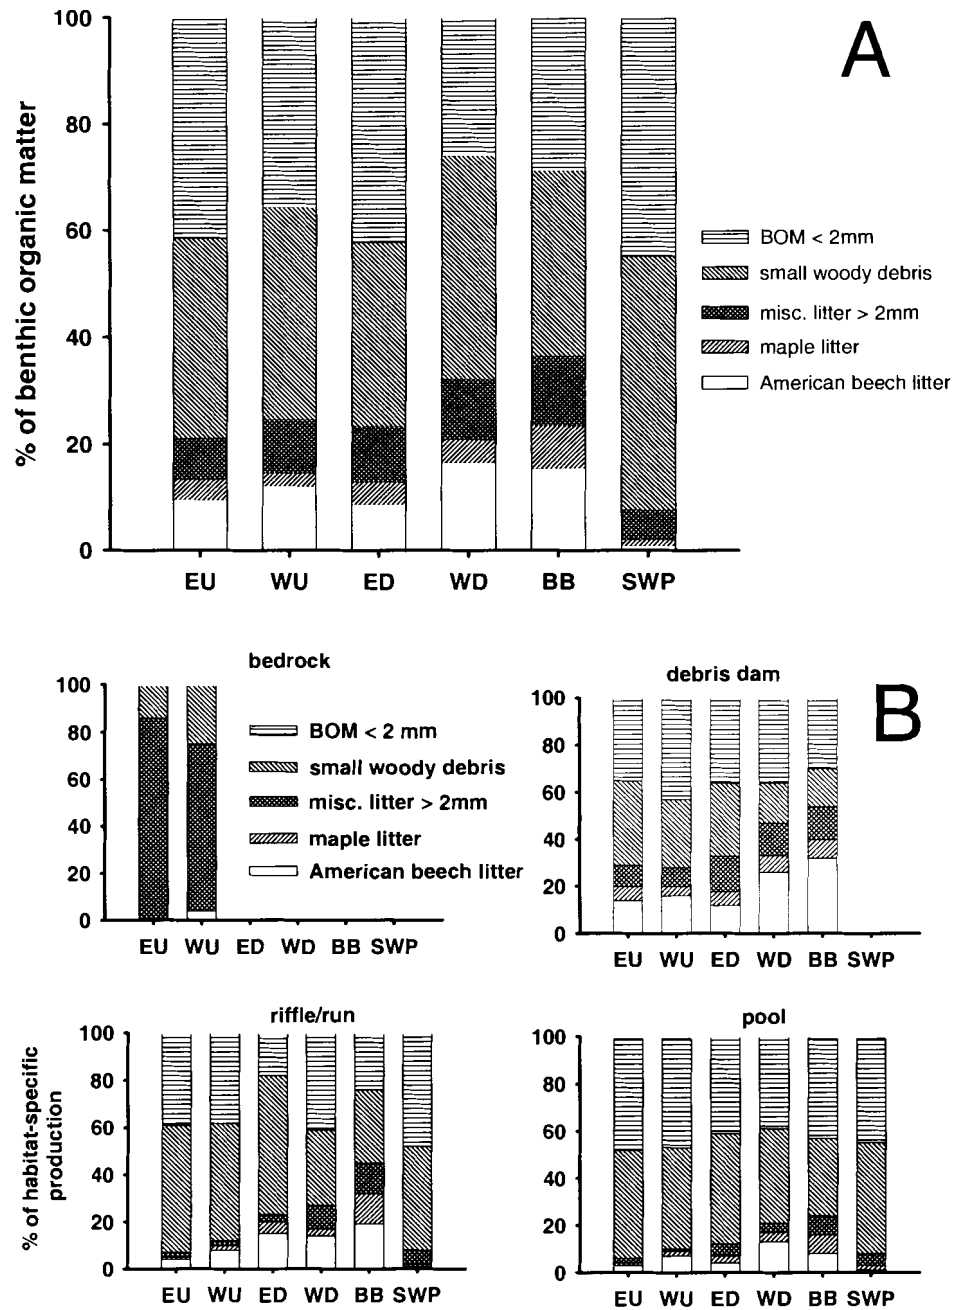 A
% of benthic organic matter
100
80
60
40
20
0
EU WU ED WD BB SWP
BOM < 2mm
small woody debris
misc. litter > 2mm
maple litter
American beech litter
B
bedrock
100
80
60
40
20
0
EU WU ED WD BB SWP
BOM < 2 mm
small woody debris
misc. litter > 2mm
maple litter
American beech litter
debris dam
100
80
60
40
20
0
EU WU ED WD BB SWP
riffle/run
% of habitat-specific
production
100
80
60
40
20
0
EU WU ED WD BB SWP
pool
100
80
60
40
20
0
EU WU ED WD BB SWP